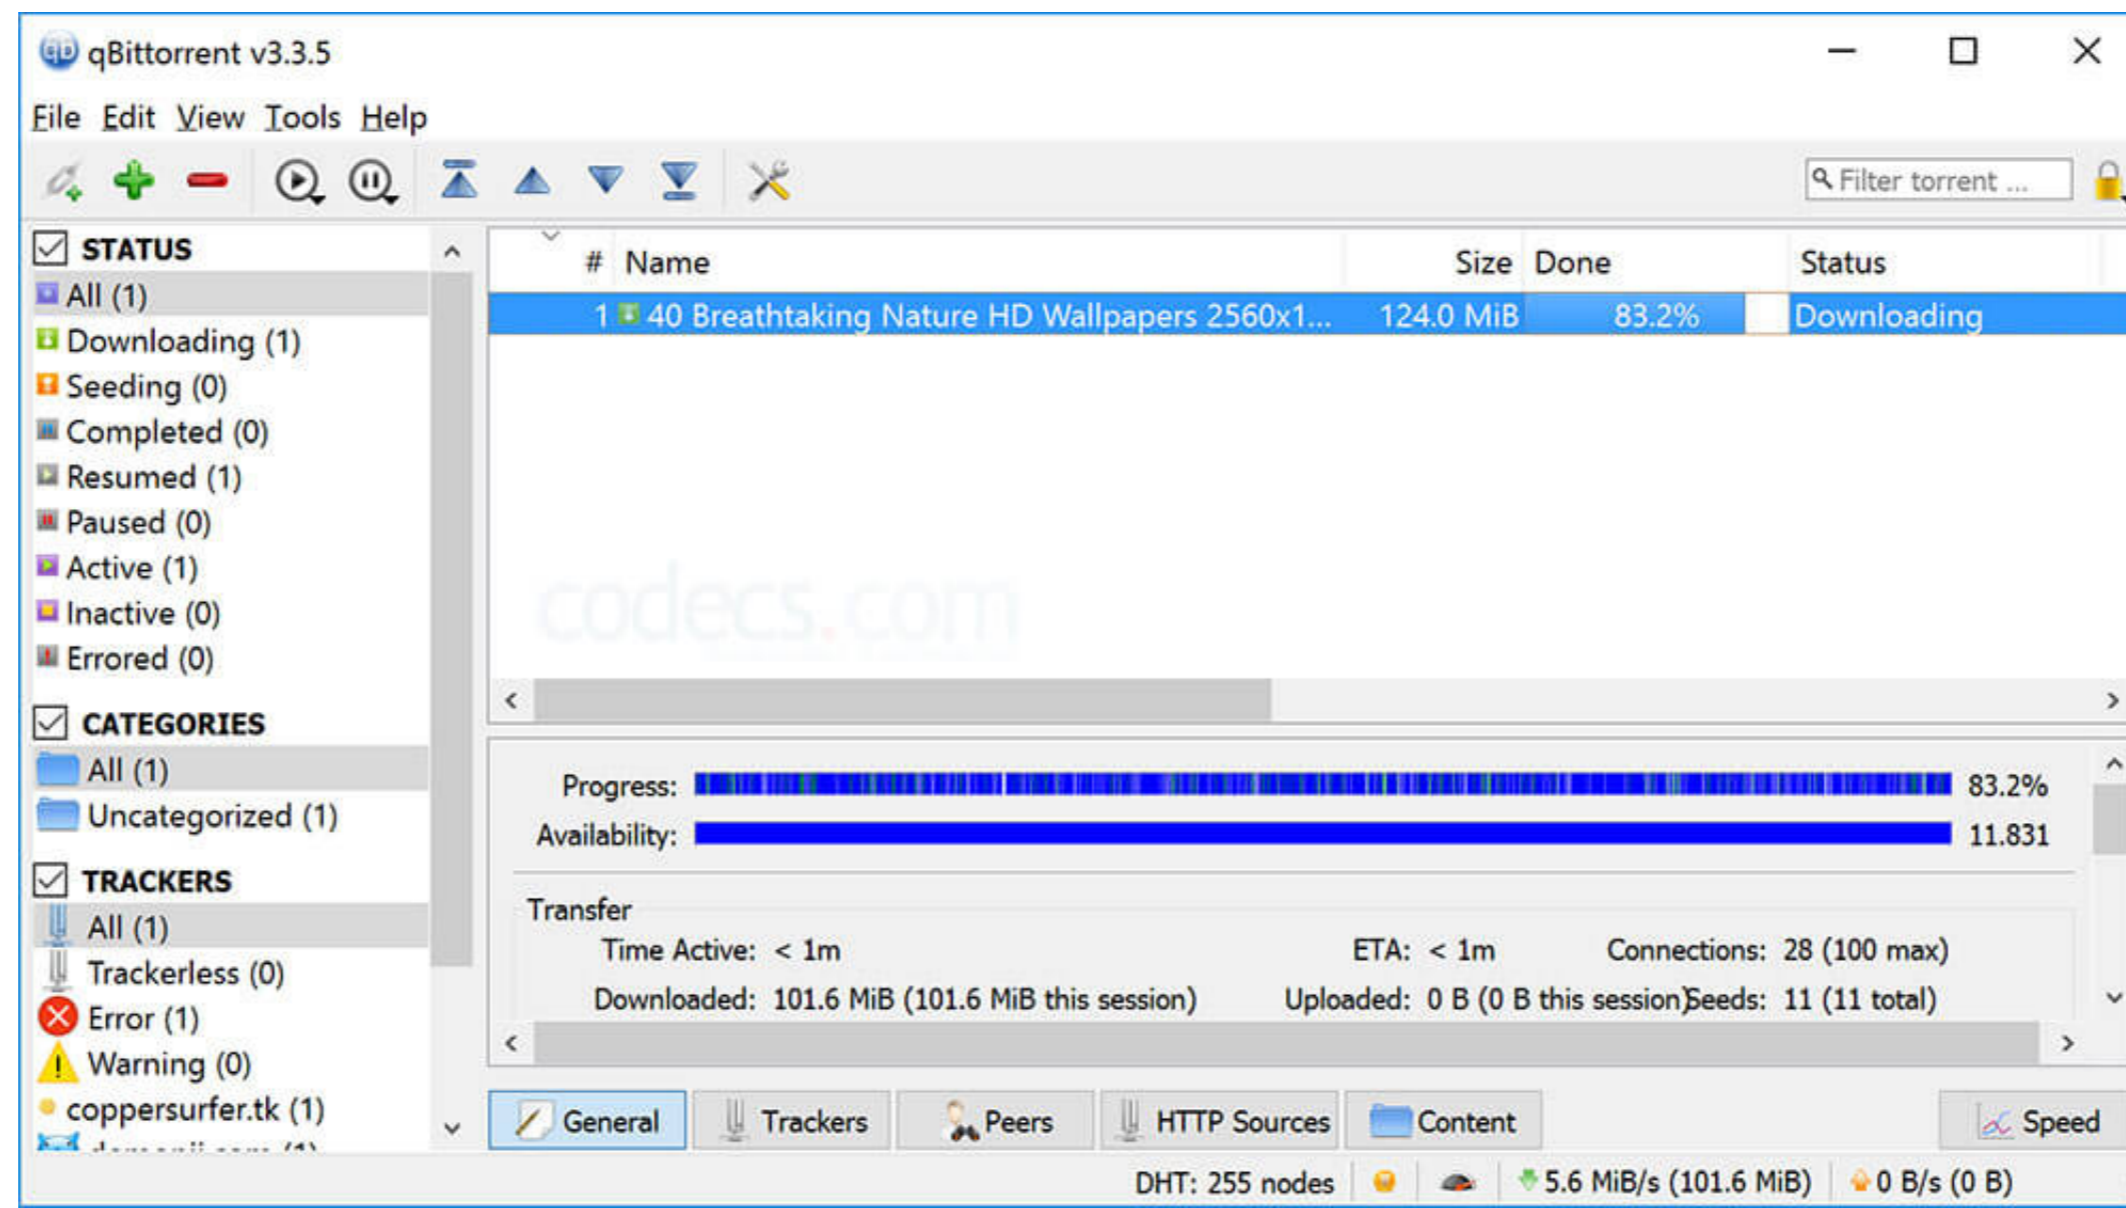 qBittorrent v3.3.5
File Edit View Tools Help
Filter torrent ...
STATUS
All (1)
Downloading (1)
Seeding (0)
Completed (0)
Resumed (1)
Paused (0)
Active (1)
Inactive (0)
Errored (0)
CATEGORIES
All (1)
Uncategorized (1)
TRACKERS
All (1)
Trackerless (0)
Error (1)
Warning (0)
coppersurfer.tk (1)
# Name Size Done Status
1 40 Breathtaking Nature HD Wallpapers 2560x1... 124.0 MiB 83.2% Downloading
codecs.com
Progress: 83.2%
Availability: 11.831
Transfer
Time Active: < 1m ETA: < 1m Connections: 28 (100 max)
Downloaded: 101.6 MiB (101.6 MiB this session) Uploaded: 0 B (0 B this session) Seeds: 11 (11 total)
General Trackers Peers HTTP Sources Content Speed
DHT: 255 nodes 5.6 MiB/s (101.6 MiB) 0 B/s (0 B)